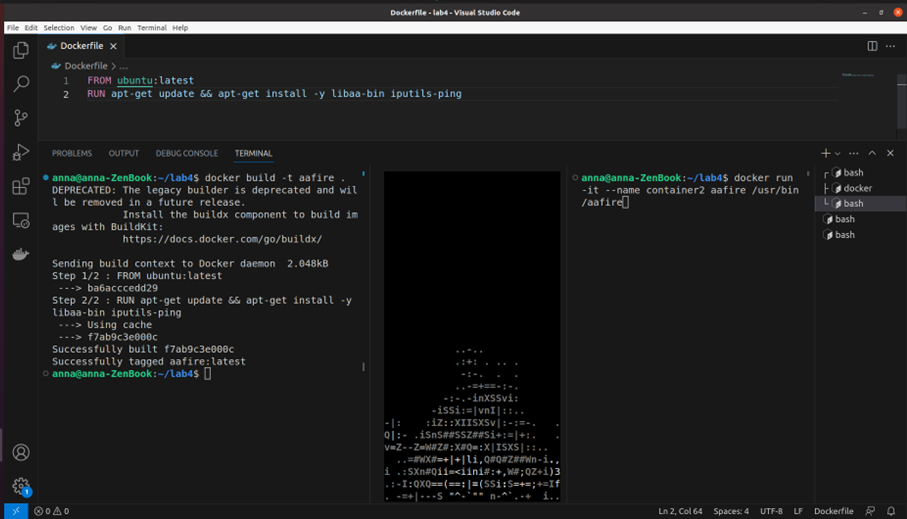 Dockerfile - lab4 - Visual Studio Code
File Edit Selection View Go Run Terminal Help
Dockerfile
Dockerfile > ...
1 FROM ubuntu:latest
2 RUN apt-get update && apt-get install -y libaa-bin iputils-ping
PROBLEMS OUTPUT DEBUG CONSOLE TERMINAL
anna@anna-ZenBook:~/lab4$ docker build -t aafire .
DEPRECATED: The legacy builder is deprecated and wil
l be removed in a future release.
Install the buildx component to build im
ages with BuildKit:
https://docs.docker.com/go/buildx/
Sending build context to Docker daemon  2.048kB
Step 1/2 : FROM ubuntu:latest
---> ba6acccedd29
Step 2/2 : RUN apt-get update && apt-get install -y
libaa-bin iputils-ping
---> Using cache
---> f7ab9c3e000c
Successfully built f7ab9c3e000c
Successfully tagged aafire:latest
anna@anna-ZenBook:~/lab4$
anna@anna-ZenBook:~/lab4$ docker run
-it --name container2 aafire /usr/bin
/aafire
bash
docker
bash
bash
bash
1
0 0
Ln 2, Col 64 Spaces: 4 UTF-8 LF Dockerfile